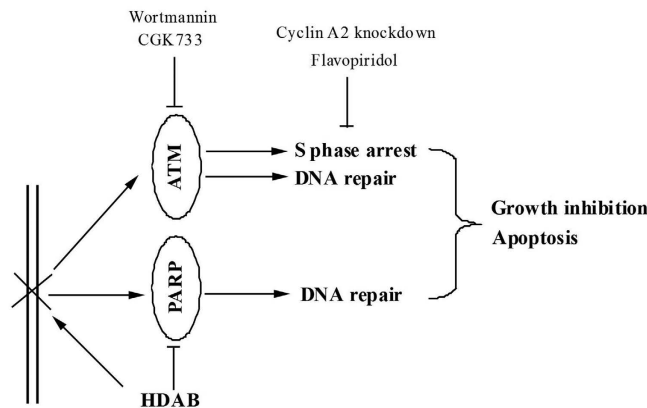 Wortmannin
CGK733
Cyclin A2 knockdown
Flavopiridol
ATM
S phase arrest
DNA repair
Growth inhibition
Apoptosis
PARP
DNA repair
HDAB